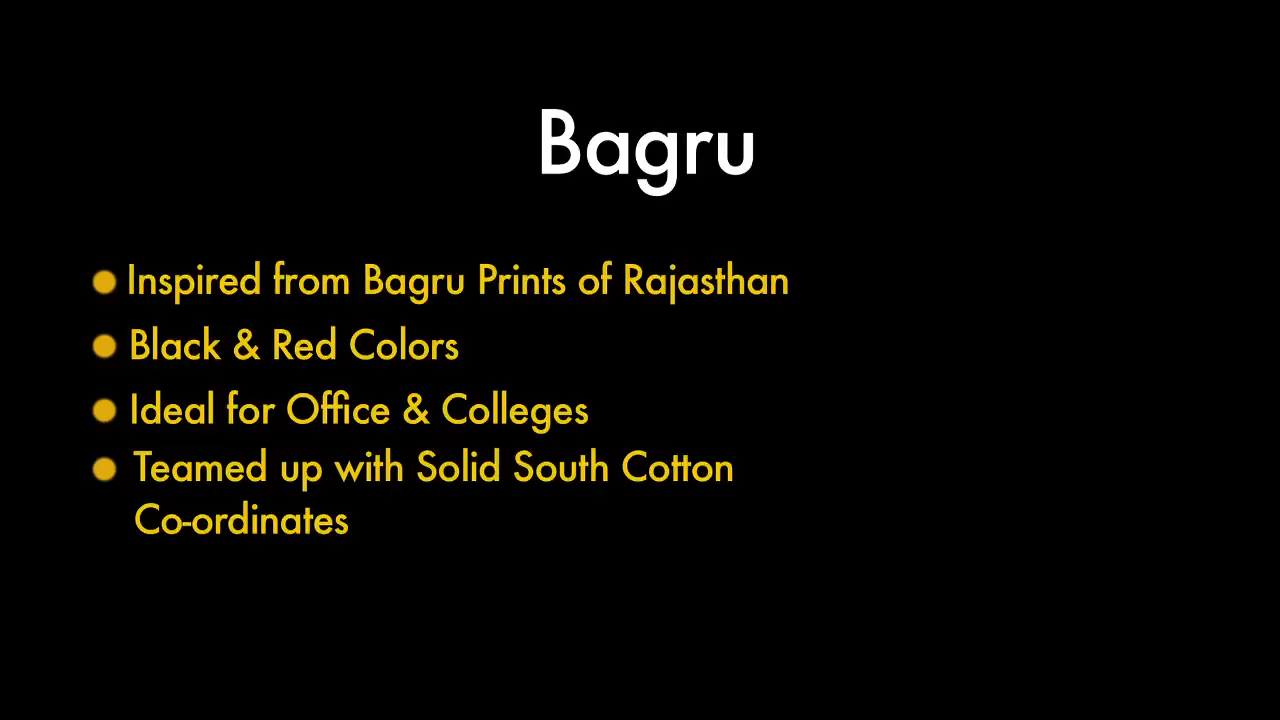 Bagru
Inspired from Bagru Prints of Rajasthan
Black & Red Colors
Ideal for Office & Colleges
Teamed up with Solid South Cotton
Co-ordinates